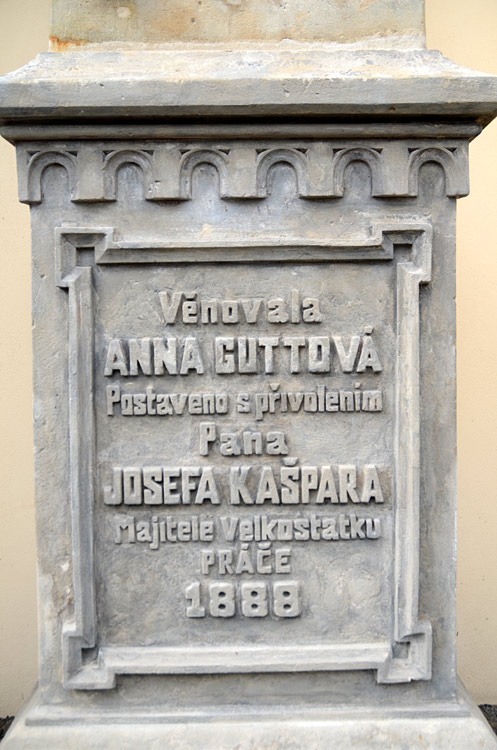 Věnovala
ANNA GUTTOVÁ
Postaveno s přivolením
Pana
JOSEFA KAŠPARA
Majitele Velkostatku
PRÁČE
1888